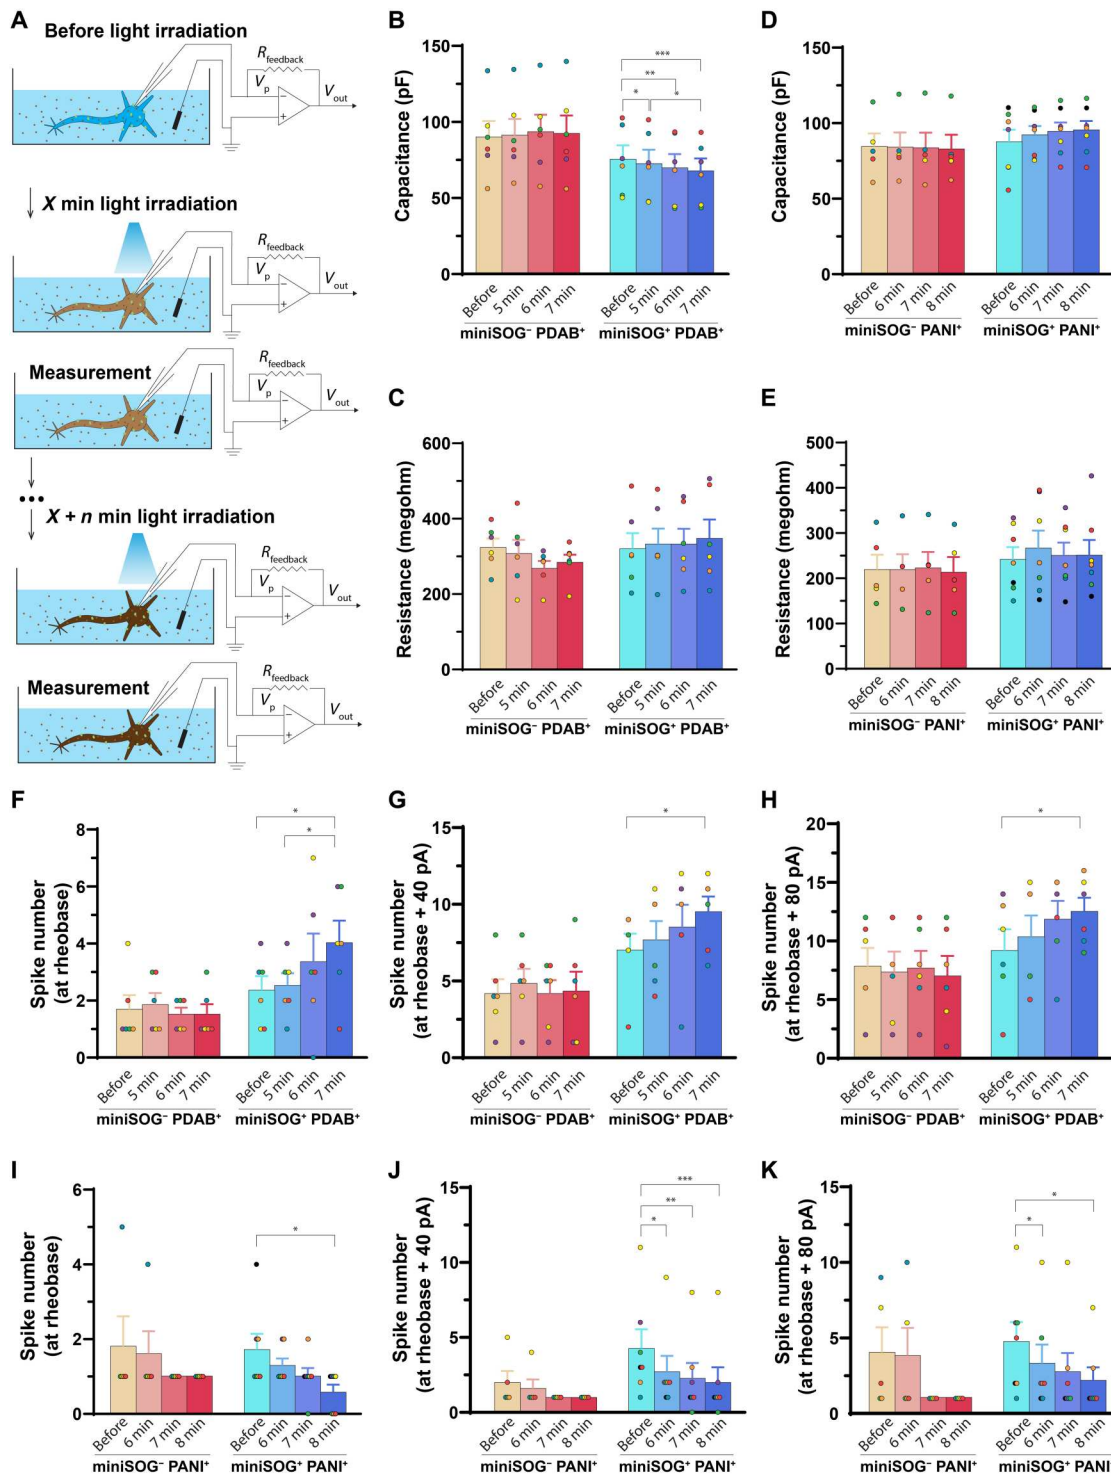 A
Before light irradiation
R feedback
V p
−
+
V out
X min light irradiation
R feedback
V p
−
+
V out
Measurement
R feedback
V p
−
+
V out
•••
X + n min light irradiation
R feedback
V p
−
+
V out
Measurement
R feedback
V p
−
+
V out
B
Capacitance (pF)
150
100
50
0
***
**
* *
Before 5 min 6 min 7 min Before 5 min 6 min 7 min
miniSOG⁻ PDAB⁺ miniSOG⁺ PDAB⁺
D
Capacitance (pF)
150
100
50
0
Before 6 min 7 min 8 min Before 6 min 7 min 8 min
miniSOG⁻ PANI⁺ miniSOG⁺ PANI⁺
C
Resistance (megohm)
600
400
200
0
Before 5 min 6 min 7 min Before 5 min 6 min 7 min
miniSOG⁻ PDAB⁺ miniSOG⁺ PDAB⁺
E
Resistance (megohm)
500
400
300
200
100
0
Before 6 min 7 min 8 min Before 6 min 7 min 8 min
miniSOG⁻ PANI⁺ miniSOG⁺ PANI⁺
F
Spike number
(at rheobase)
8
6
4
2
0
*
*
Before 5 min 6 min 7 min Before 5 min 6 min 7 min
miniSOG⁻ PDAB⁺ miniSOG⁺ PDAB⁺
G
Spike number
(at rheobase + 40 pA)
15
10
5
0
*
Before 5 min 6 min 7 min Before 5 min 6 min 7 min
miniSOG⁻ PDAB⁺ miniSOG⁺ PDAB⁺
H
Spike number
(at rheobase + 80 pA)
20
15
10
5
0
*
Before 5 min 6 min 7 min Before 5 min 6 min 7 min
miniSOG⁻ PDAB⁺ miniSOG⁺ PDAB⁺
I
Spike number
(at rheobase)
6
4
2
0
*
Before 6 min 7 min 8 min Before 6 min 7 min 8 min
miniSOG⁻ PANI⁺ miniSOG⁺ PANI⁺
J
Spike number
(at rheobase + 40 pA)
15
10
5
0
***
**
*
Before 6 min 7 min 8 min Before 6 min 7 min 8 min
miniSOG⁻ PANI⁺ miniSOG⁺ PANI⁺
K
Spike number
(at rheobase + 80 pA)
15
10
5
0
*
*
Before 6 min 7 min 8 min Before 6 min 7 min 8 min
miniSOG⁻ PANI⁺ miniSOG⁺ PANI⁺